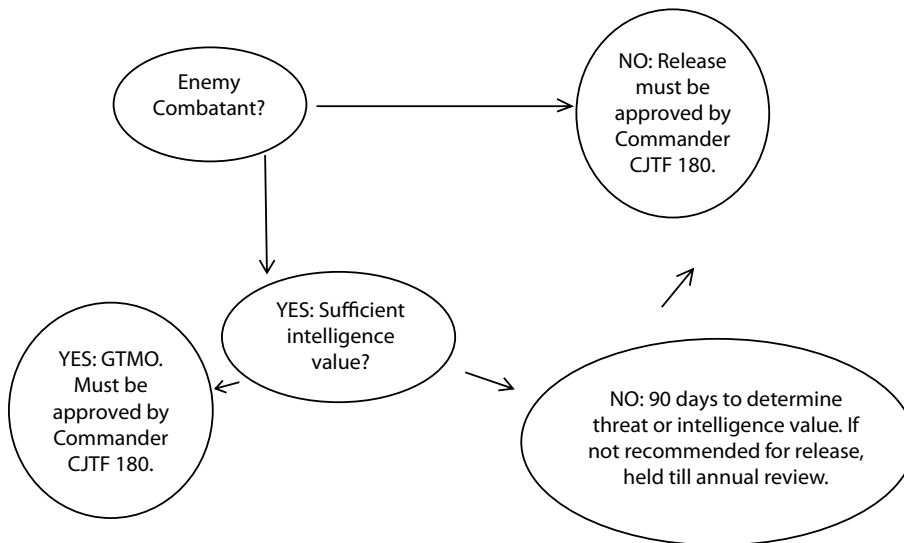 Enemy
Combatant?
NO: Release
must be
approved by
Commander
CJTF 180.
YES: Sufficient
intelligence
value?
YES: GTMO.
Must be
approved by
Commander
CJTF 180.
NO: 90 days to determine
threat or intelligence value. If
not recommended for release,
held till annual review.